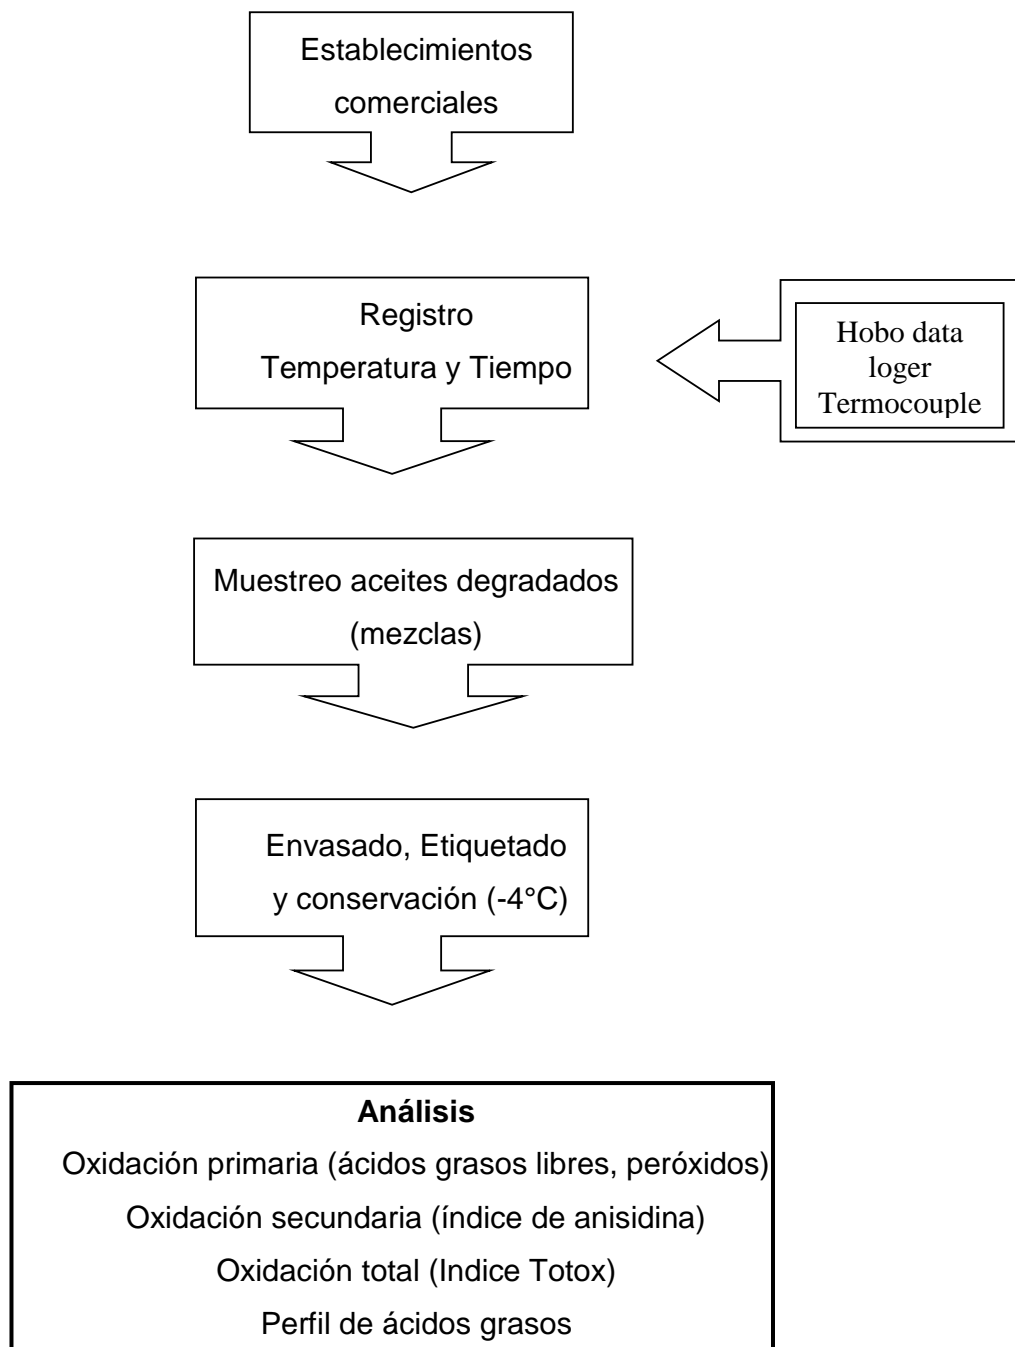 Establecimientos
comerciales
Registro
Temperatura y Tiempo
Hobo data
loger
Termocouple
Muestreo aceites degradados
(mezclas)
Envasado, Etiquetado
y conservación (-4°C)
Análisis
Oxidación primaria (ácidos grasos libres, peróxidos)
Oxidación secundaria (índice de anisidina)
Oxidación total (Indice Totox)
Perfil de ácidos grasos